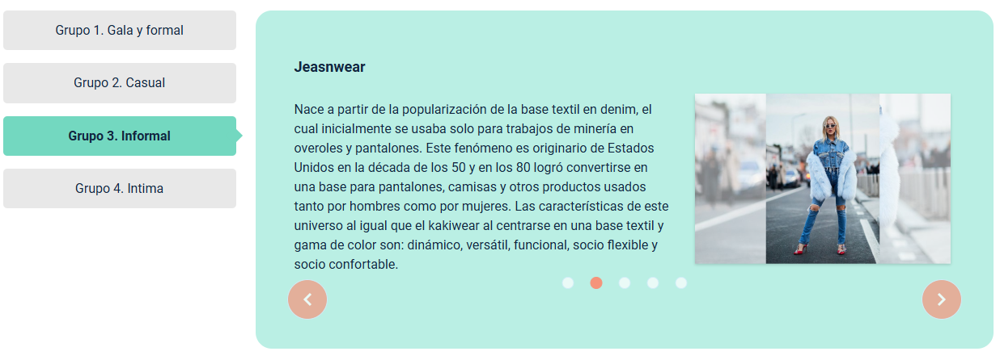 Grupo 1. Gala y formal
Grupo 2. Casual
Grupo 3. Informal
Grupo 4. Intima
Jeasnwear
Nace a partir de la popularización de la base textil en denim, el
cual inicialmente se usaba solo para trabajos de minería en
overoles y pantalones. Este fenómeno es originario de Estados
Unidos en la década de los 50 y en los 80 logró convertirse en
una base para pantalones, camisas y otros productos usados
tanto por hombres como por mujeres. Las características de este
universo al igual que el kakiwear al centrarse en una base textil y
gama de color son: dinámico, versátil, funcional, socio flexible y
socio confortable.